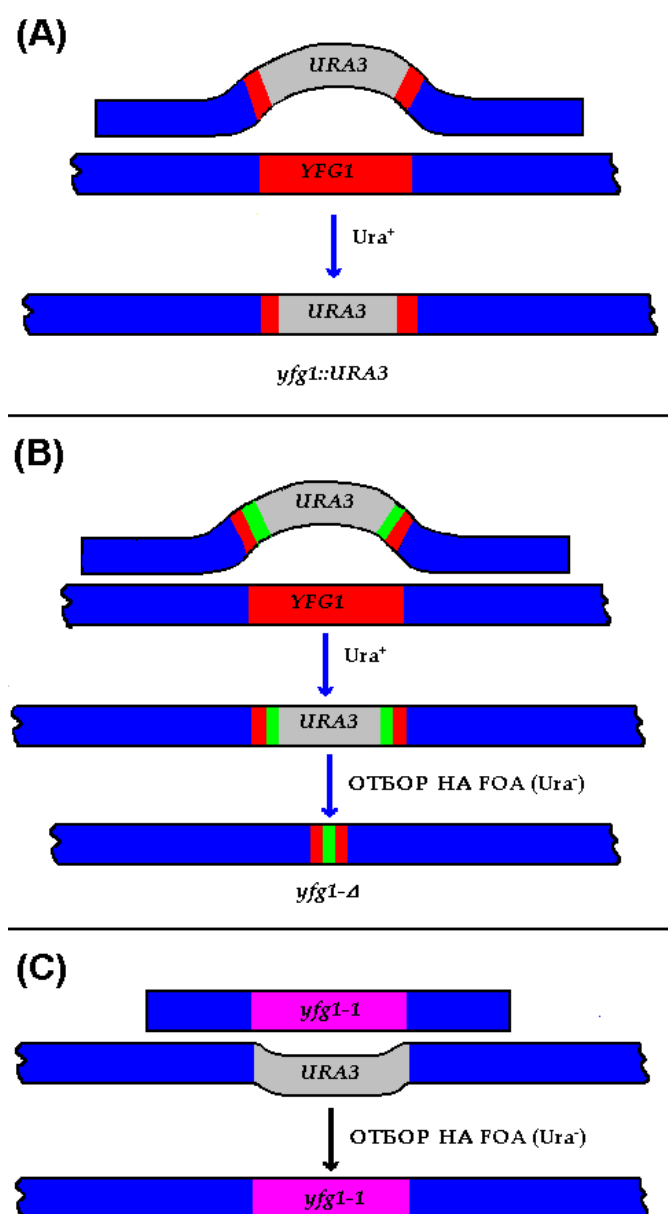 (A)
URA3
YFG1
Ura⁺
URA3
yfg1::URA3
(B)
URA3
YFG1
Ura⁺
URA3
ОТБОР НА FOA (Ura⁻)
yfg1-Δ
(C)
yfg1-1
URA3
ОТБОР НА FOA (Ura⁻)
yfg1-1